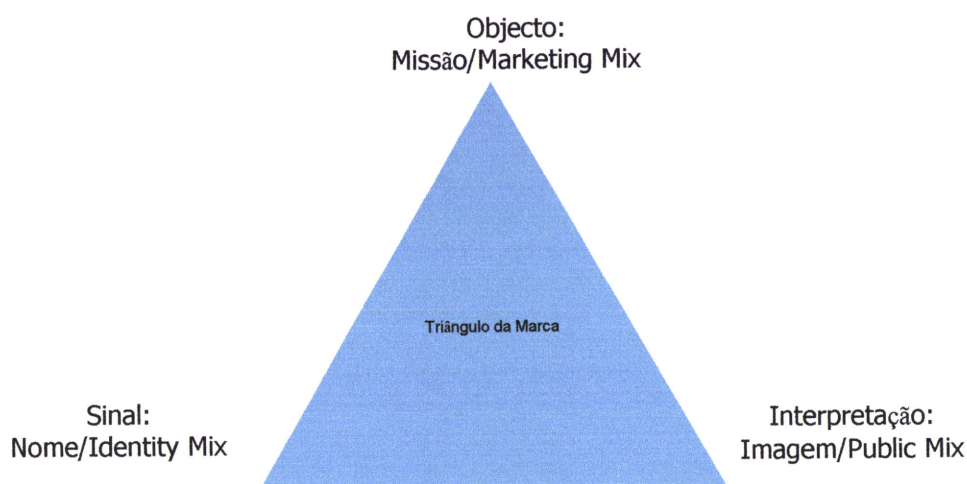 Objecto:
Missão/Marketing Mix
Triângulo da Marca
Sinal:
Nome/Identity Mix
Interpretação:
Imagem/Public Mix